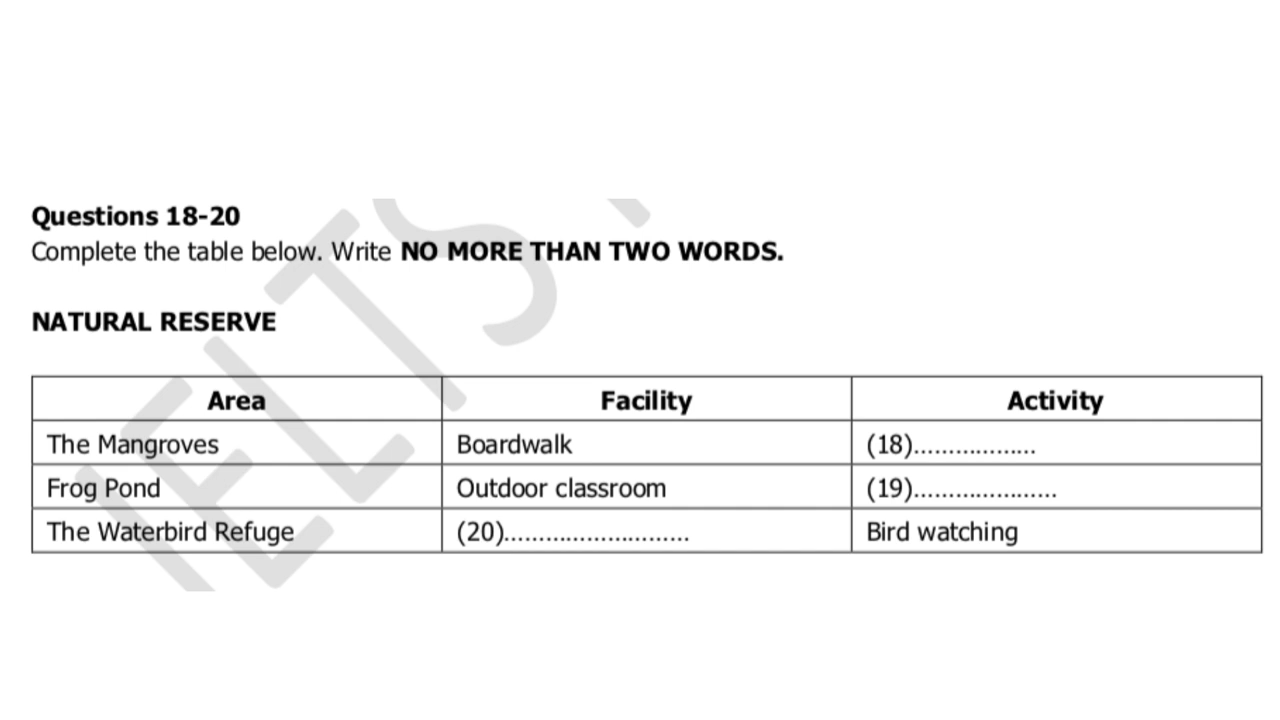 Questions 18-20
Complete the table below. Write NO MORE THAN TWO WORDS.
NATURAL RESERVE
Area Facility Activity
The Mangroves Boardwalk (18)..................
Frog Pond Outdoor classroom (19).....................
The Waterbird Refuge (20)........................... Bird watching
IELTS